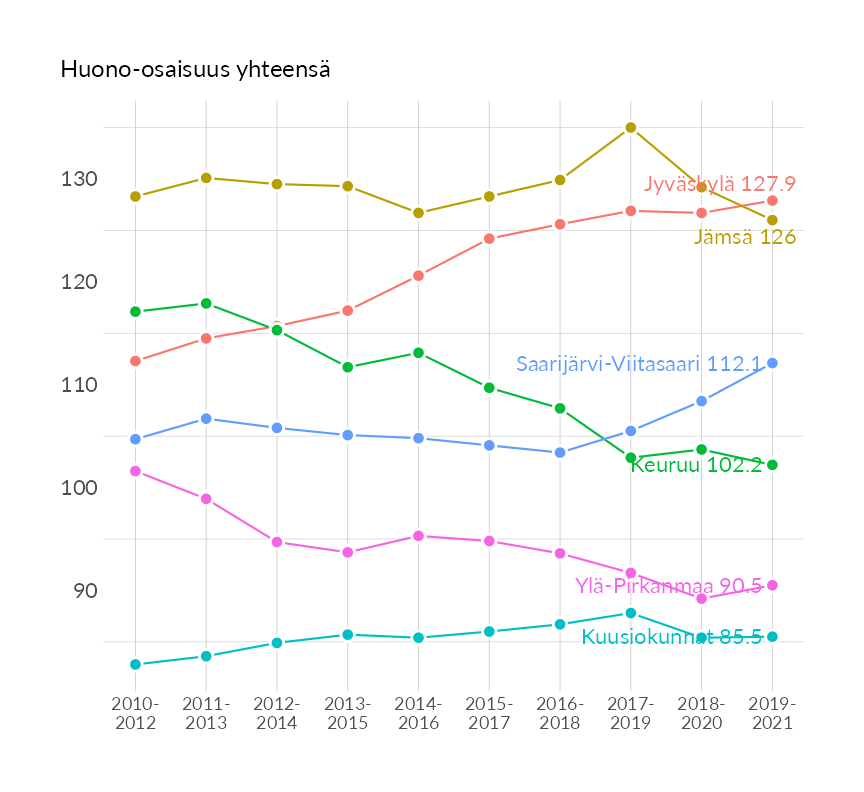 Huono-osaisuus yhteensä
130
120
110
100
90
Jyväskylä 127.9
Jämsä 126
Saarijärvi-Viitasaari 112.1
Keuruu 102.2
Ylä-Pirkanmaa 90.5
Kuusiokunnat 85.5
2010- 2011- 2012- 2013- 2014- 2015- 2016- 2017- 2018- 2019-
2012 2013 2014 2015 2016 2017 2018 2019 2020 2021